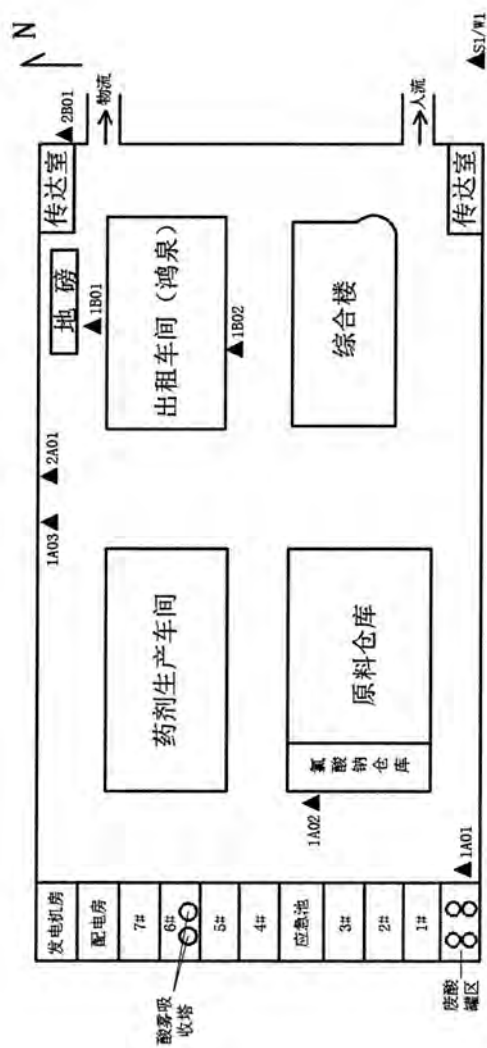 N
2B01
物流
人流
S1/W1
传达室
传达室
地磅
1B01
出租车间（鸿泉）
1B02
综合楼
2A01
1A03
药剂生产车间
原料仓库
氯酸钠仓库
1A02
1A01
发电机房
配电房
7#
6#
5#
4#
应急池
3#
2#
1#
酸雾吸
收塔
废酸
罐区